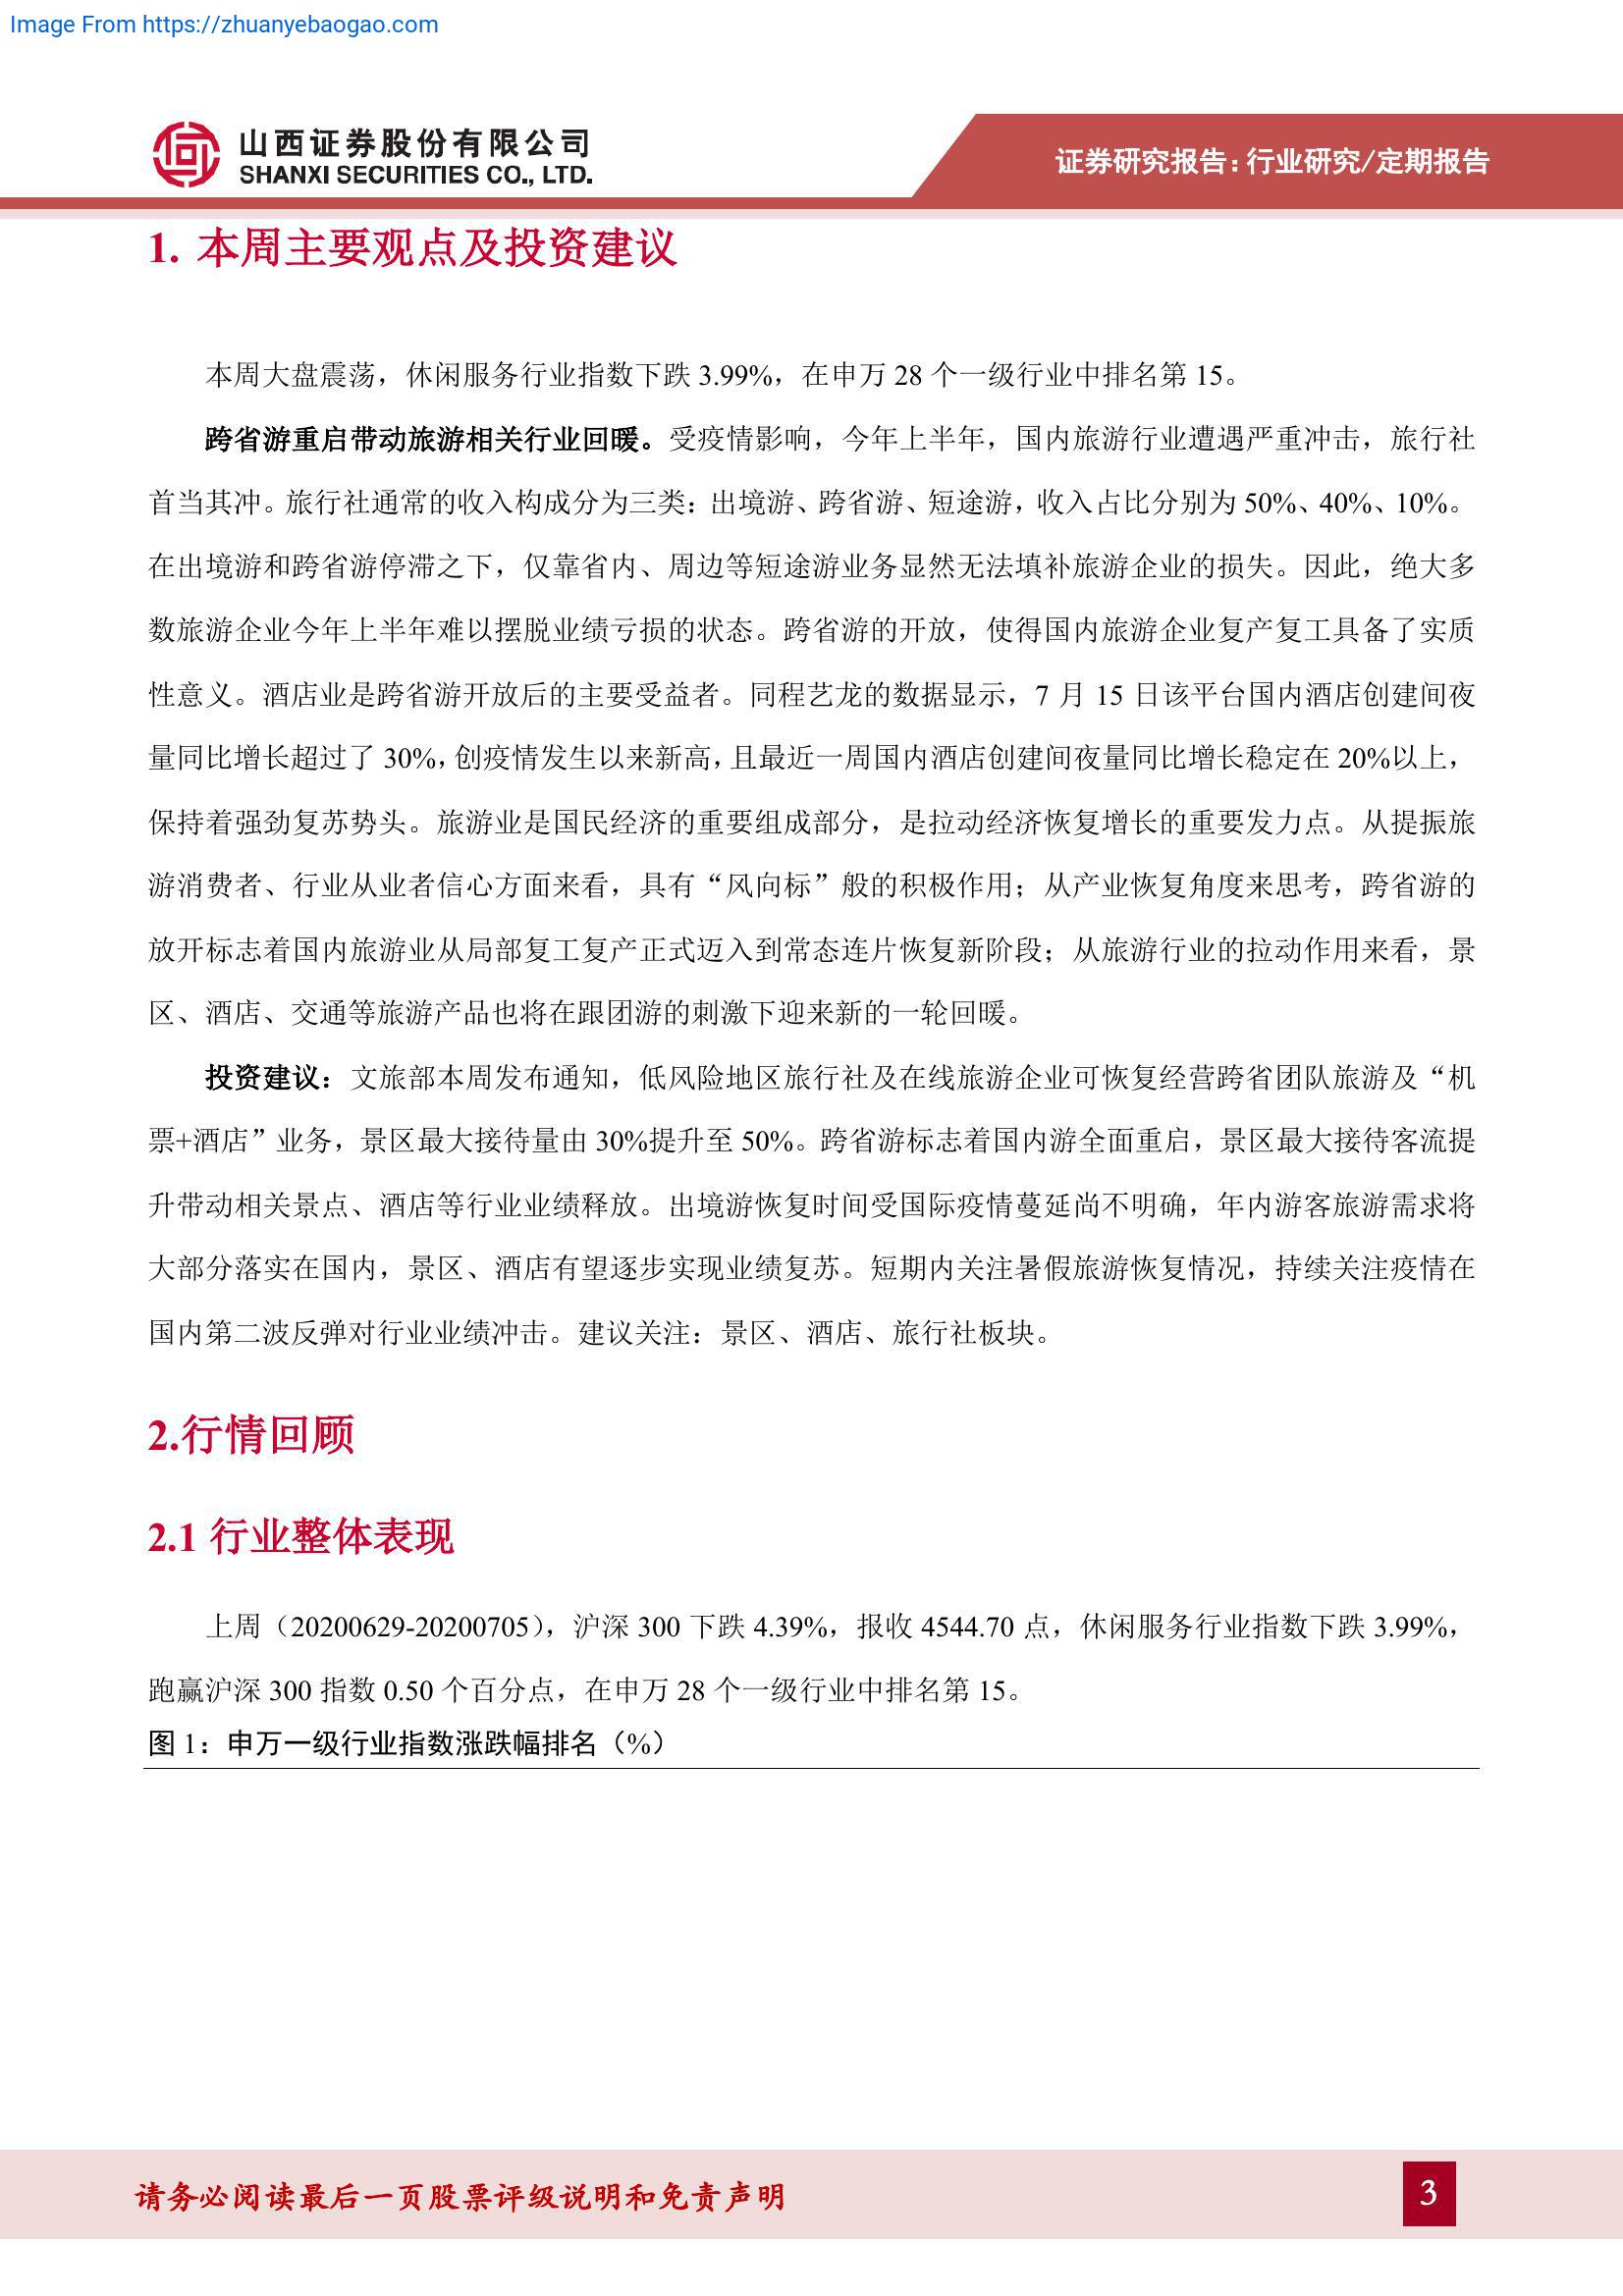 Image From https://zhuanyebaogao.com
山西证券股份有限公司
SHANXI SECURITIES CO., LTD.
证券研究报告：行业研究/定期报告
1. 本周主要观点及投资建议
本周大盘震荡，休闲服务行业指数下跌 3.99%，在申万 28 个一级行业中排名第 15。
跨省游重启带动旅游相关行业回暖。受疫情影响，今年上半年，国内旅游行业遭遇严重冲击，旅行社
首当其冲。旅行社通常的收入构成分为三类：出境游、跨省游、短途游，收入占比分别为 50%、40%、10%。
在出境游和跨省游停滞之下，仅靠省内、周边等短途游业务显然无法填补旅游企业的损失。因此，绝大多
数旅游企业今年上半年难以摆脱业绩亏损的状态。跨省游的开放，使得国内旅游企业复产复工具备了实质
性意义。酒店业是跨省游开放后的主要受益者。同程艺龙的数据显示，7 月 15 日该平台国内酒店创建间夜
量同比增长超过了 30%，创疫情发生以来新高，且最近一周国内酒店创建间夜量同比增长稳定在 20%以上，
保持着强劲复苏势头。旅游业是国民经济的重要组成部分，是拉动经济恢复增长的重要发力点。从提振旅
游消费者、行业从业者信心方面来看，具有“风向标”般的积极作用；从产业恢复角度来思考，跨省游的
放开标志着国内旅游业从局部复工复产正式迈入到常态连片恢复新阶段；从旅游行业的拉动作用来看，景
区、酒店、交通等旅游产品也将在跟团游的刺激下迎来新的一轮回暖。
投资建议：文旅部本周发布通知，低风险地区旅行社及在线旅游企业可恢复经营跨省团队旅游及“机
票+酒店”业务，景区最大接待量由 30%提升至 50%。跨省游标志着国内游全面重启，景区最大接待客流提
升带动相关景点、酒店等行业业绩释放。出境游恢复时间受国际疫情蔓延尚不明确，年内游客旅游需求将
大部分落实在国内，景区、酒店有望逐步实现业绩复苏。短期内关注暑假旅游恢复情况，持续关注疫情在
国内第二波反弹对行业业绩冲击。建议关注：景区、酒店、旅行社板块。
2.行情回顾
2.1 行业整体表现
上周（20200629-20200705），沪深 300 下跌 4.39%，报收 4544.70 点，休闲服务行业指数下跌 3.99%，
跑赢沪深 300 指数 0.50 个百分点，在申万 28 个一级行业中排名第 15。
图 1：申万一级行业指数涨跌幅排名（%）
请务必阅读最后一页股票评级说明和免责声明
3